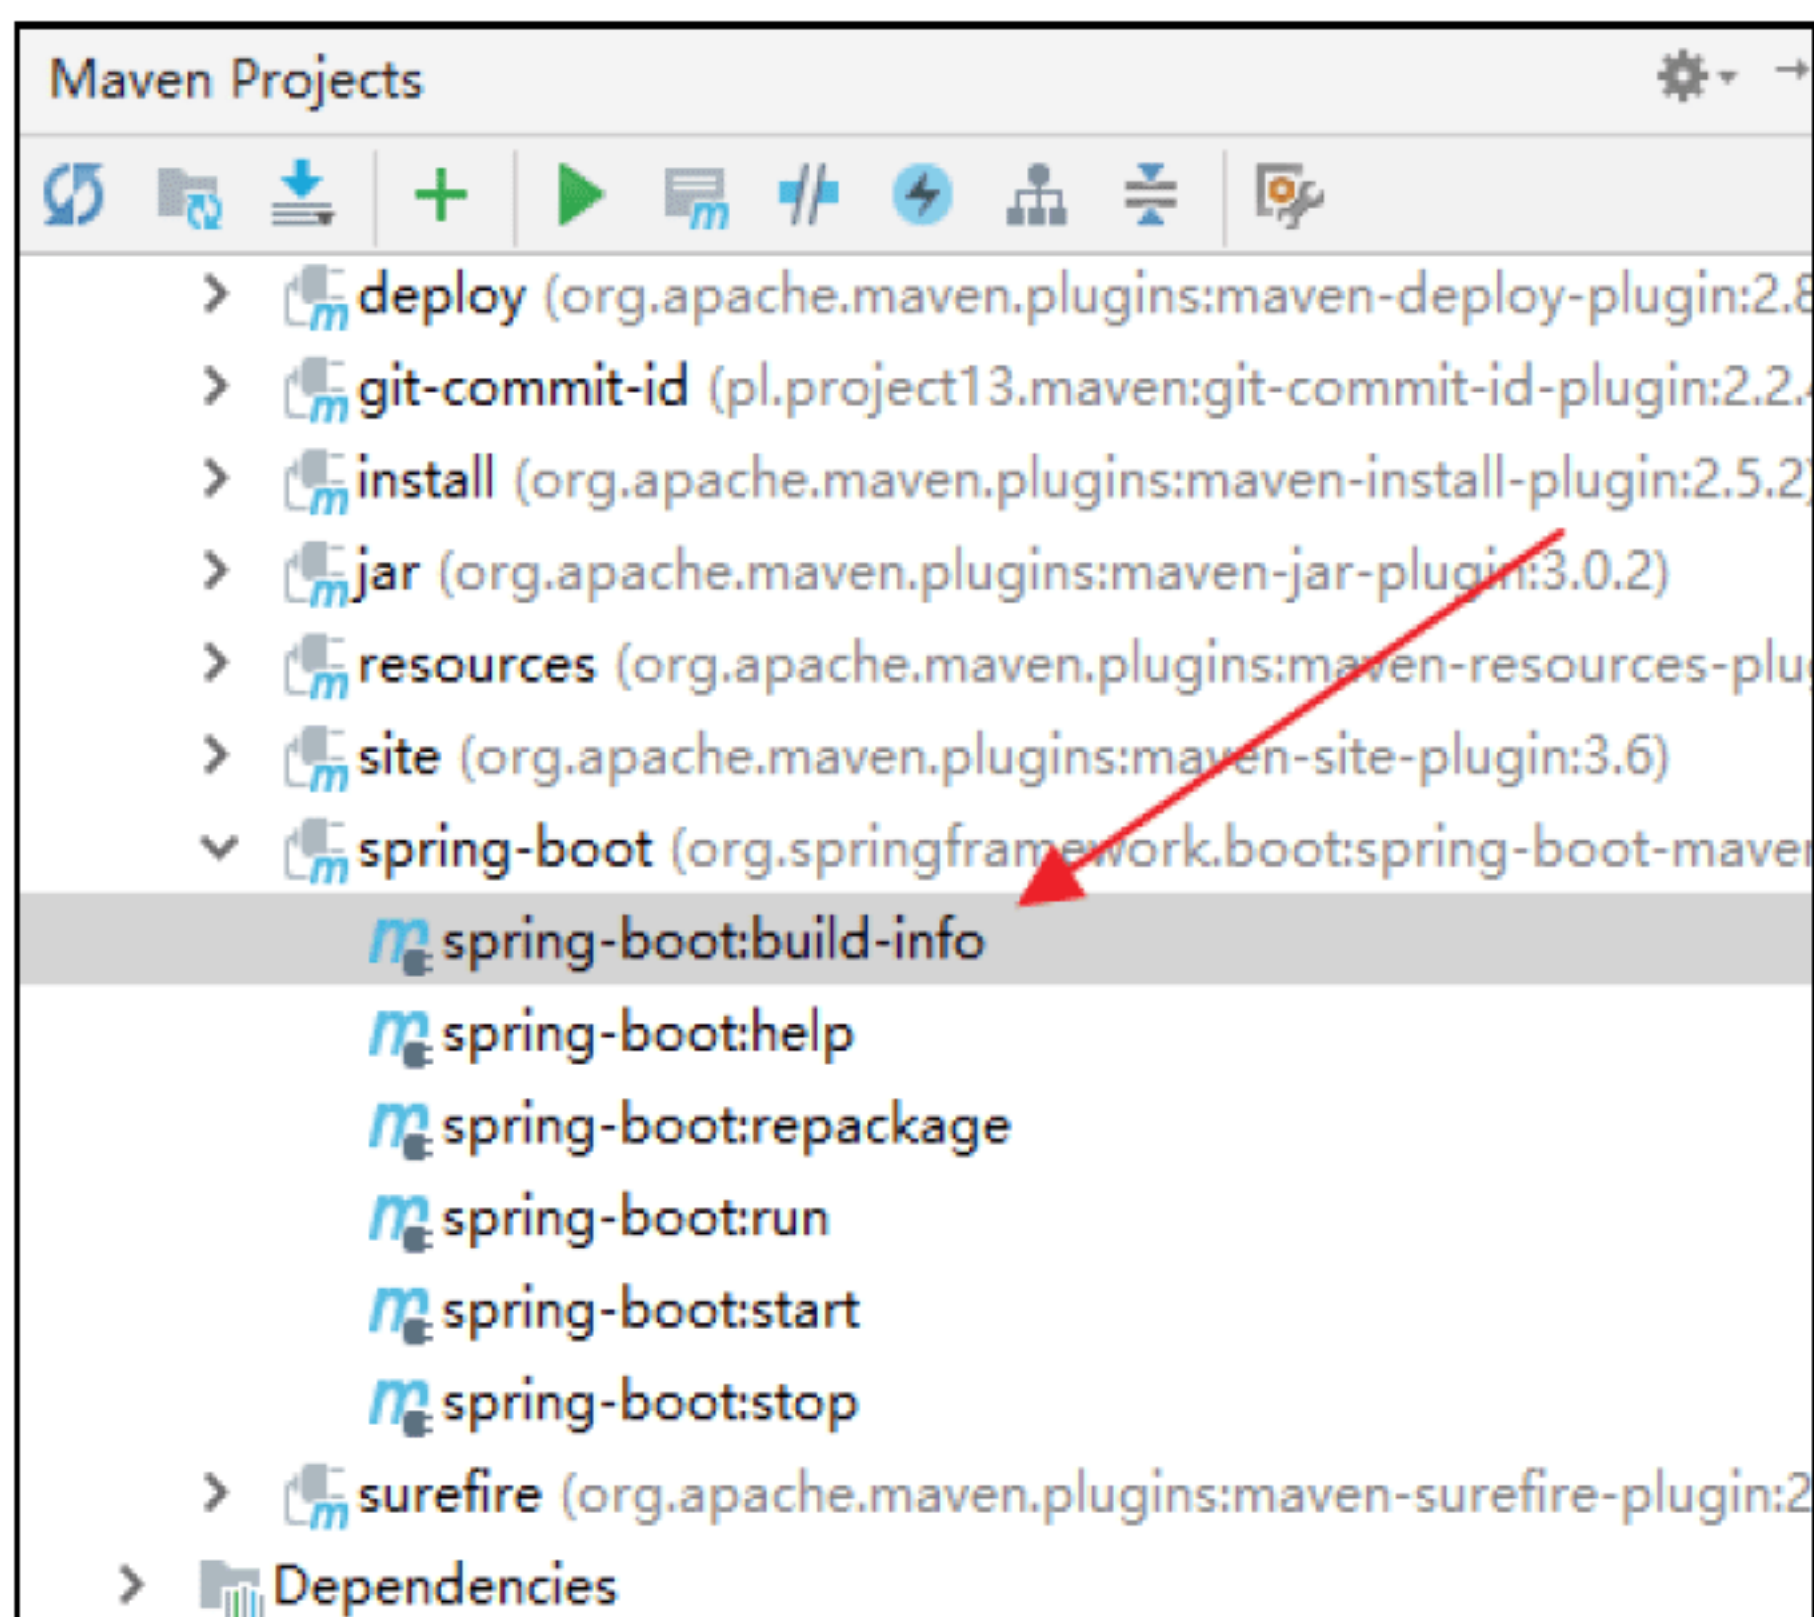 Maven Projects
deploy (org.apache.maven.plugins:maven-deploy-plugin:2.8
git-commit-id (pl.project13.maven:git-commit-id-plugin:2.2.4
install (org.apache.maven.plugins:maven-install-plugin:2.5.2)
jar (org.apache.maven.plugins:maven-jar-plugin:3.0.2)
resources (org.apache.maven.plugins:maven-resources-plug
site (org.apache.maven.plugins:maven-site-plugin:3.6)
spring-boot (org.springframework.boot:spring-boot-maven
spring-boot:build-info
spring-boot:help
spring-boot:repackage
spring-boot:run
spring-boot:start
spring-boot:stop
surefire (org.apache.maven.plugins:maven-surefire-plugin:2
Dependencies